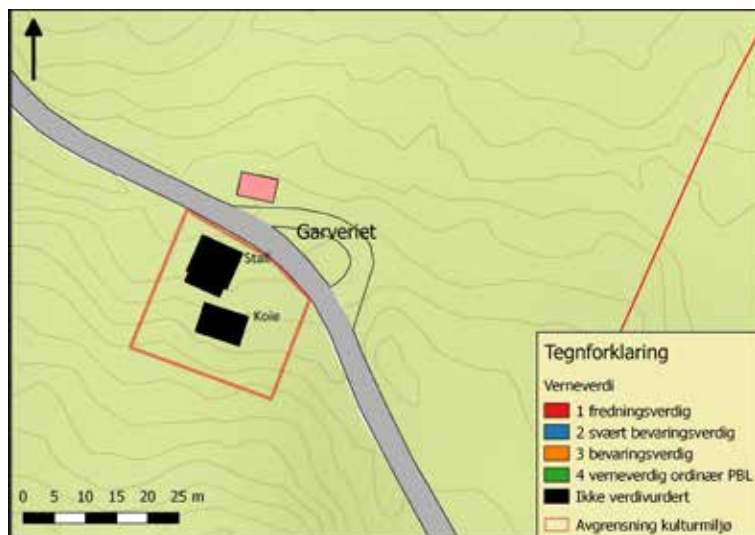 Garveriet
Stall
Koie
0 5 10 15 20 25 m
Tegnforklaring
Verneverdi
1 fredningsverdig
2 svært bevaringsverdig
3 bevaringsverdig
4 verneverdig ordinær PBL
Ikke verdivurdert
Avgrensning kulturmiljø